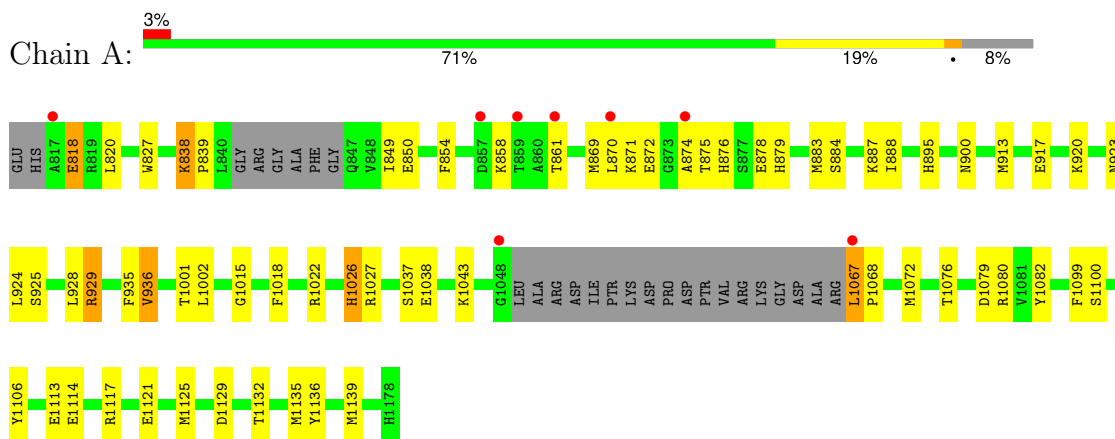 3%
Chain A:
71% 19% • 8%
GLU HIS A817 E818 R819 L820 W827 K838 P839 L840 GLY ARG GLY ALA PHE GLY Q847 V848 I849 E850 F854 D857 K858 T859 A860 T861 M869 L870 K871 E872 G873 A874 T875 H876 S877 E878 H879 M883 S884 K887 I888 H895 N900 M913 E917 K920 N923
L924 S925 L928 R929 F935 V936 T1001 L1002 G1015 F1018 R1022 H1026 R1027 S1037 E1038 K1043 G1048 LEU ALA ARG ASP ILE PTR LYS ASP PRO ASP PTR VAL ARG LYS GLY ASP ALA ARG L1067 P1068 M1072 T1076 D1079 R1080 V1081 Y1082 F1099 S1100
Y1106 E1113 E1114 R1117 E1121 M1125 D1129 T1132 M1135 Y1136 M1139 H1178